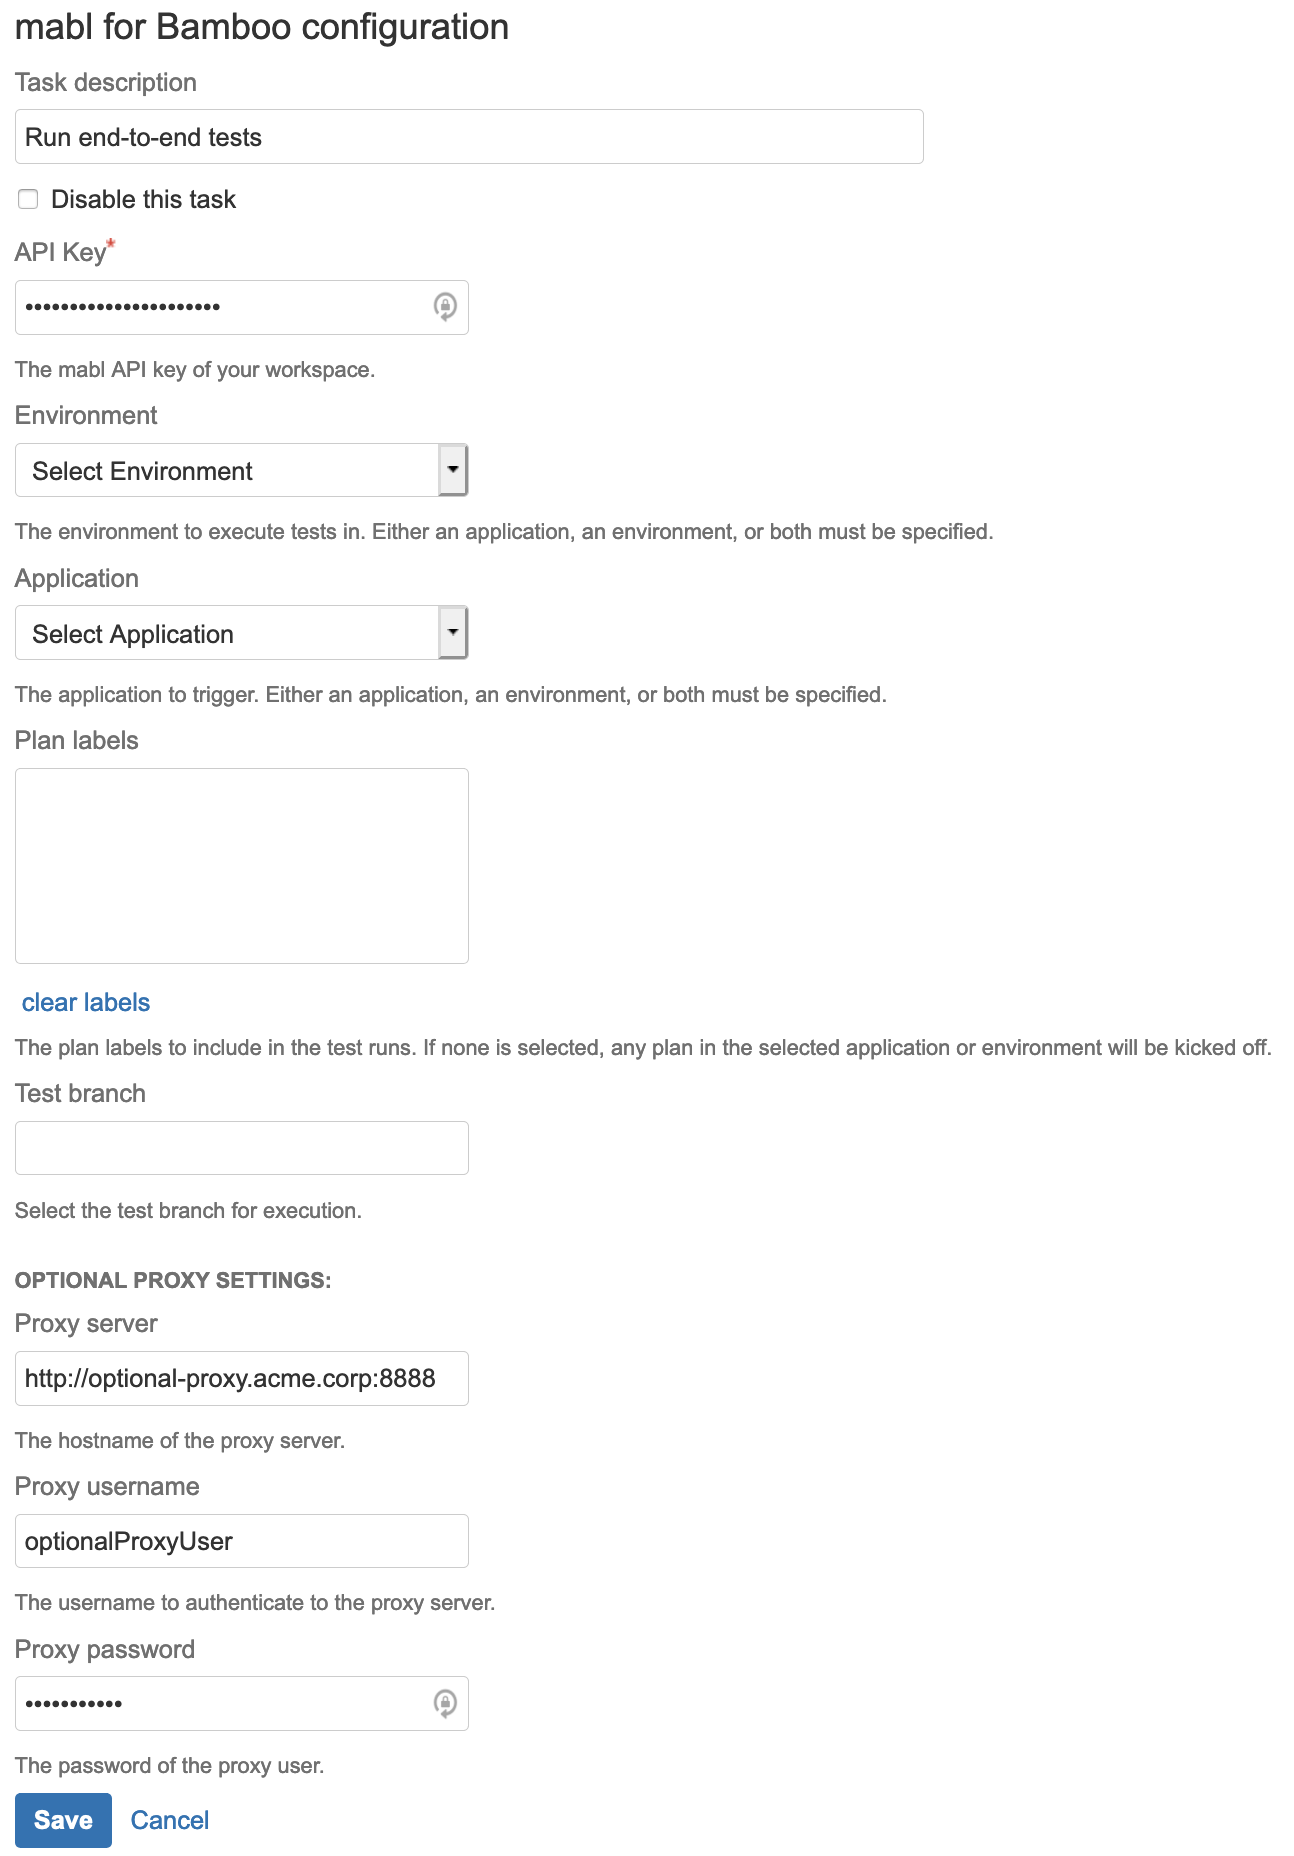 mabl for Bamboo configuration
Task description
Run end-to-end tests
Disable this task
API Key*
••••••••••••••••••••••
The mabl API key of your workspace.
Environment
Select Environment
The environment to execute tests in. Either an application, an environment, or both must be specified.
Application
Select Application
The application to trigger. Either an application, an environment, or both must be specified.
Plan labels
clear labels
The plan labels to include in the test runs. If none is selected, any plan in the selected application or environment will be kicked off.
Test branch
Select the test branch for execution.
OPTIONAL PROXY SETTINGS:
Proxy server
http://optional-proxy.acme.corp:8888
The hostname of the proxy server.
Proxy username
optionalProxyUser
The username to authenticate to the proxy server.
Proxy password
•••••••••••
The password of the proxy user.
Save Cancel